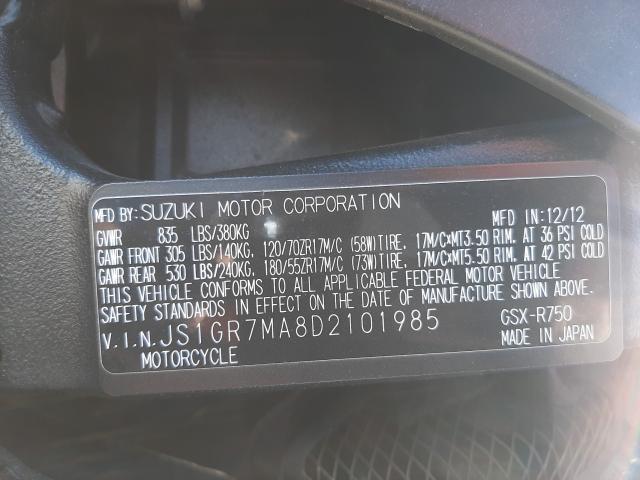 MFD BY: SUZUKI MOTOR CORPORATION MFD IN: 12/12
GVWR 835 LBS/380KG
GAWR FRONT 305 LBS/140KG, 120/70ZR17M/C (58W)TIRE, 17M/C×MT3.50 RIM. AT 36 PSI COLD
GAWR REAR 530 LBS/240KG, 180/55ZR17M/C (73W)TIRE, 17M/C×MT5.50 RIM. AT 42 PSI COLD
THIS VEHICLE CONFORMS TO ALL APPLICABLE FEDERAL MOTOR VEHICLE
SAFETY STANDARDS IN EFFECT ON THE DATE OF MANUFACTURE SHOWN ABOVE.
V.I.N.JS1GR7MA8D2101985 GSX-R750
MOTORCYCLE MADE IN JAPAN